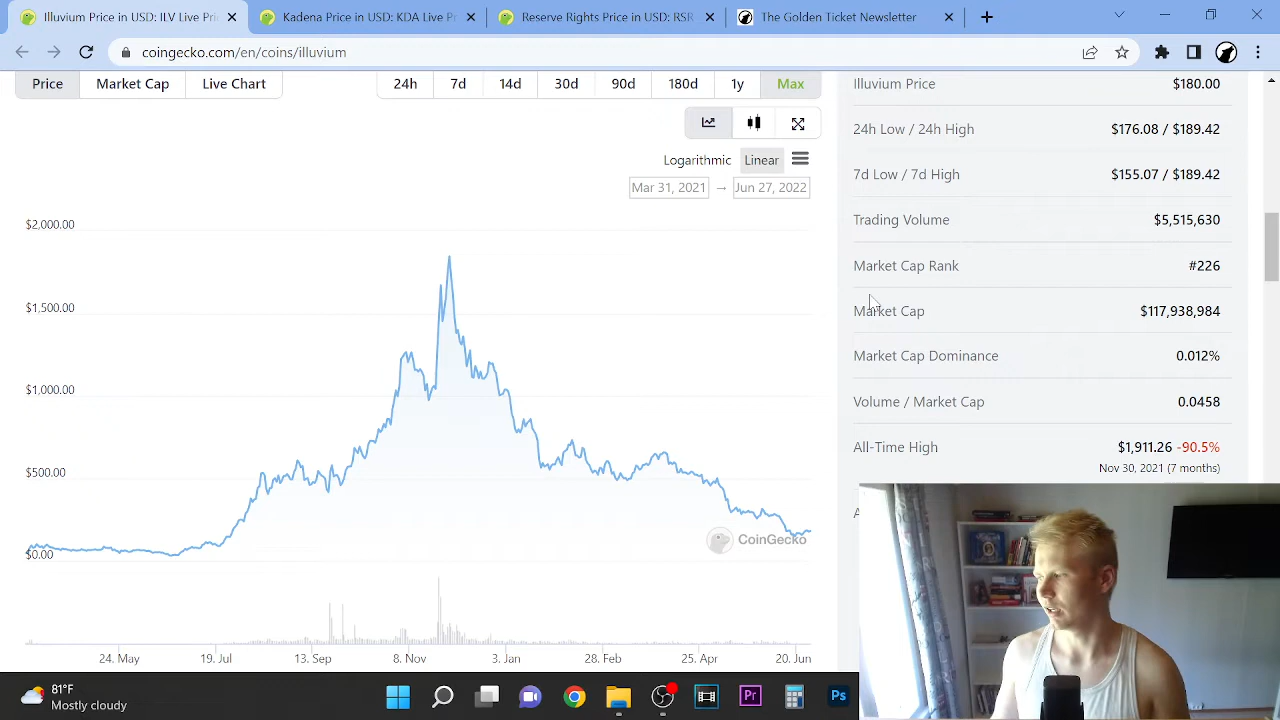 Illuvium Price in USD: ILV Live Pri
Kadena Price in USD: KDA Live P
Reserve Rights Price in USD: RSR
The Golden Ticket Newsletter
coingecko.com/en/coins/illuvium
Price
Market Cap
Live Chart
24h
7d
14d
30d
90d
180d
1y
Max
Logarithmic
Linear
Mar 31, 2021 → Jun 27, 2022
$2,000.00
$1,500.00
$1,000.00
$500.00
$0.00
CoinGecko
24. May
19. Jul
13. Sep
8. Nov
3. Jan
28. Feb
25. Apr
20. Jun
Illuvium Price $180.00
24h Low / 24h High $176.08 / $189.42
7d Low / 7d High $155.07 / $189.42
Trading Volume $5,515,630
Market Cap Rank #226
Market Cap $117,938,984
Market Cap Dominance 0.012%
Volume / Market Cap 0.0458
All-Time High $1,911.26 -90.5%
Nov 30, 2021 (7 months)
81°F
ostly cloudy
Pr
Ps